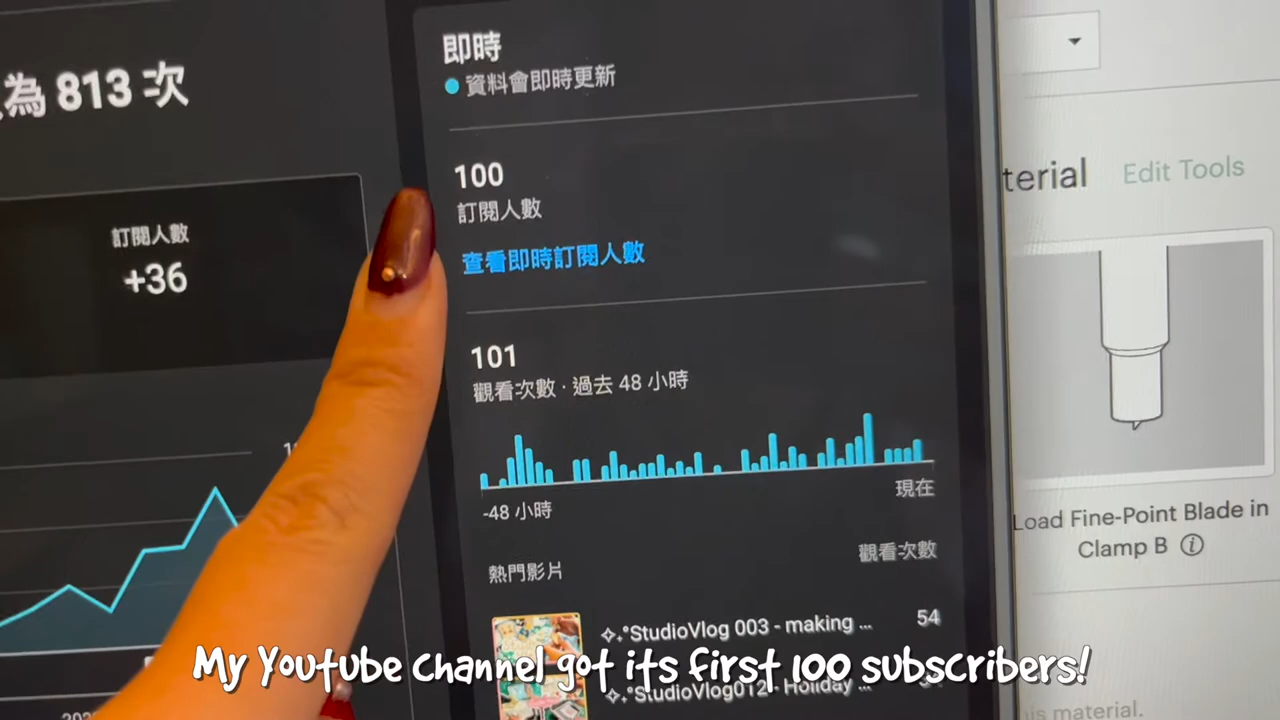 為 813 次
訂閱人數
+36
即時
資料會即時更新
100
訂閱人數
查看即時訂閱人數
101
觀看次數 · 過去 48 小時
-48 小時
現在
熱門影片
觀看次數
✧˖°StudioVlog 003 - making ...
54
✧˖°StudioVlog012 - Holiday ...
terial
Edit Tools
Load Fine-Point Blade in
Clamp B
this material.
My Youtube channel got its first 100 subscribers!